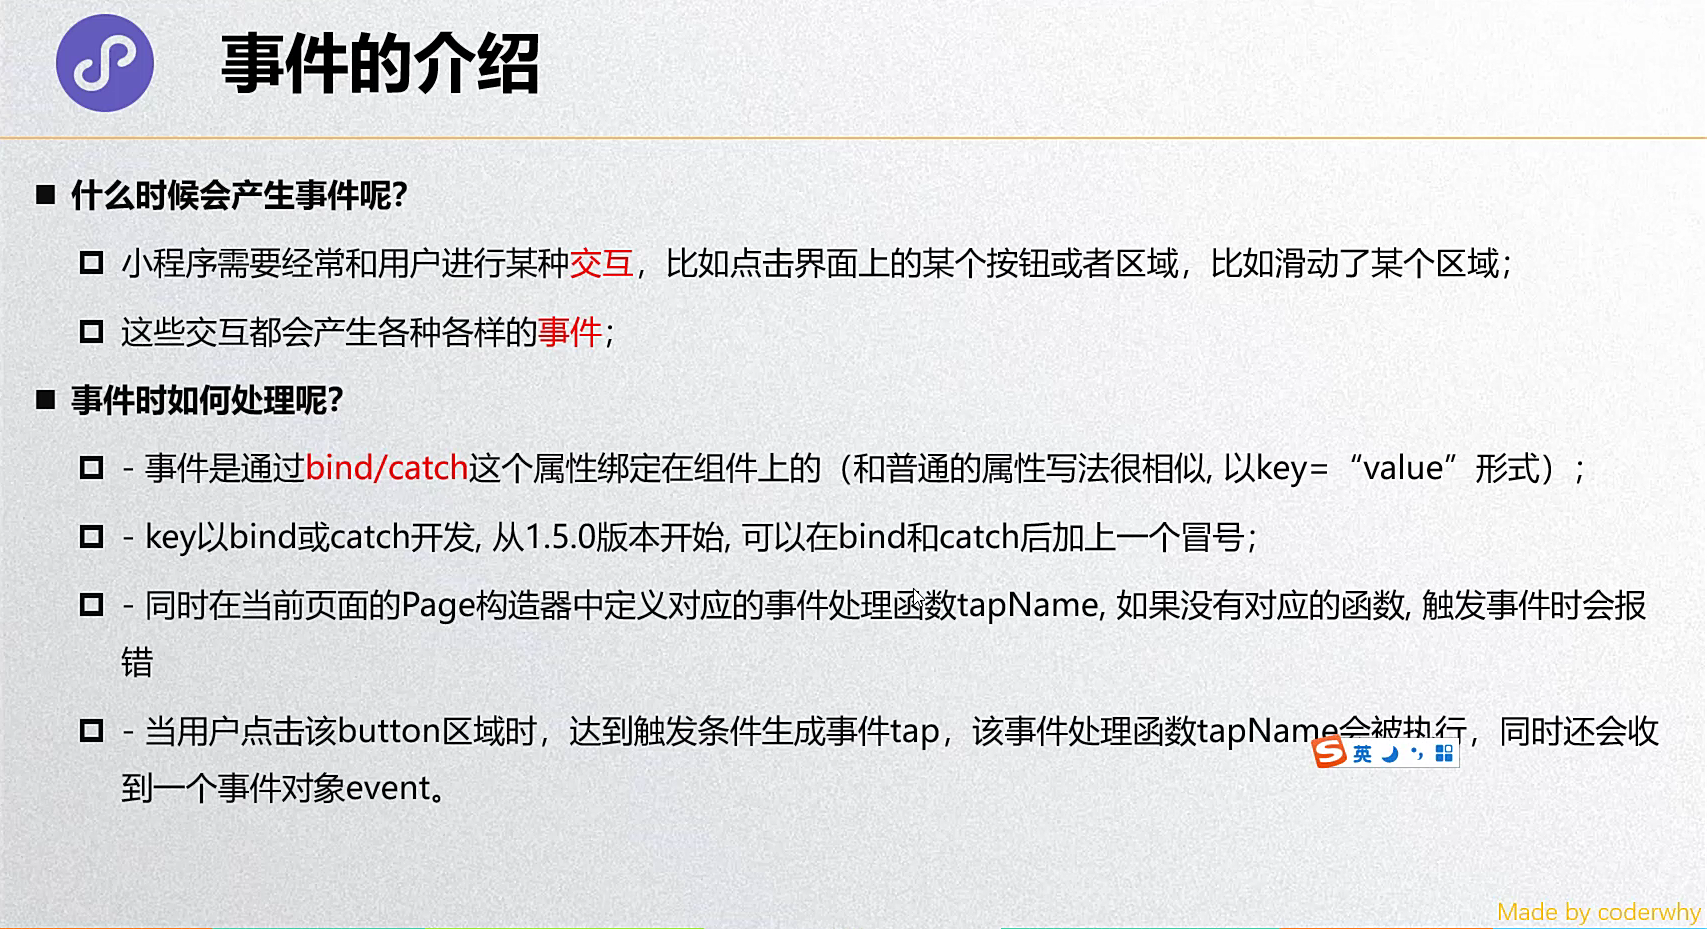 事件的介绍
什么时候会产生事件呢？
小程序需要经常和用户进行某种交互，比如点击界面上的某个按钮或者区域，比如滑动了某个区域；
这些交互都会产生各种各样的事件；
事件时如何处理呢？
- 事件是通过bind/catch这个属性绑定在组件上的（和普通的属性写法很相似, 以key=“value”形式）；
- key以bind或catch开发, 从1.5.0版本开始, 可以在bind和catch后加上一个冒号；
- 同时在当前页面的Page构造器中定义对应的事件处理函数tapName, 如果没有对应的函数, 触发事件时会报
错
- 当用户点击该button区域时，达到触发条件生成事件tap，该事件处理函数tapName会被执行，同时还会收
到一个事件对象event。
英
Made by coderwhy